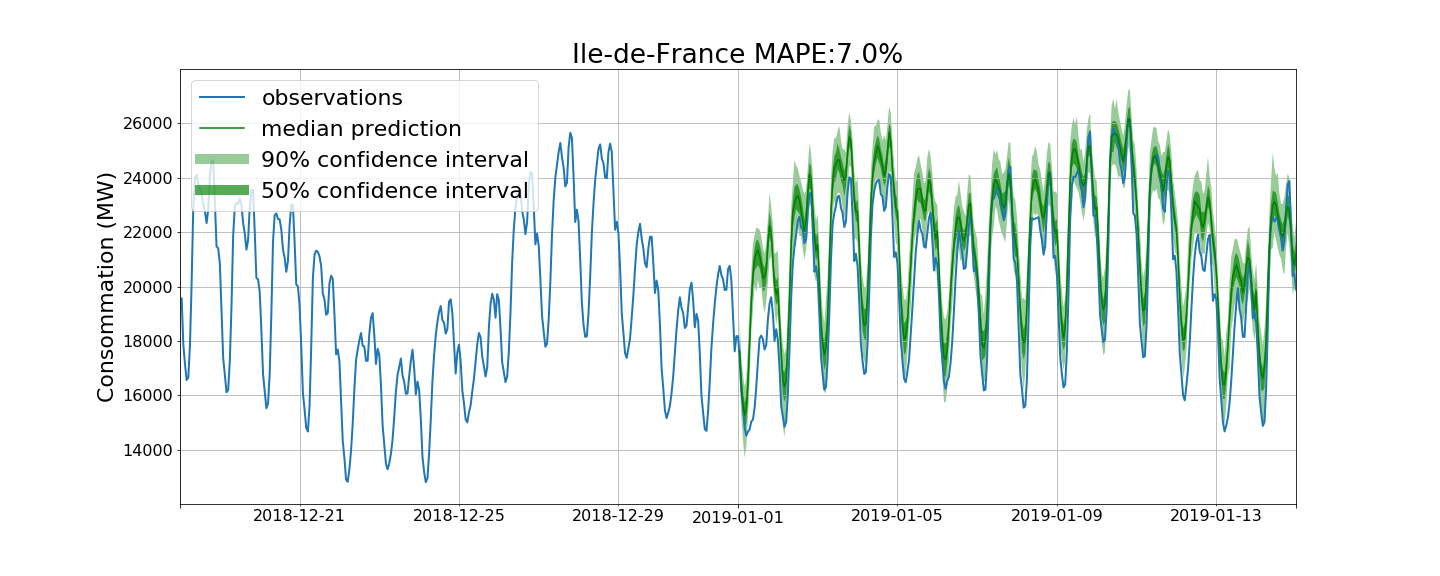 Ile-de-France MAPE:7.0%
observations
median prediction
90% confidence interval
50% confidence interval
Consommation (MW)
26000
24000
22000
20000
18000
16000
14000
2018-12-21
2018-12-25
2018-12-29
2019-01-01
2019-01-05
2019-01-09
2019-01-13